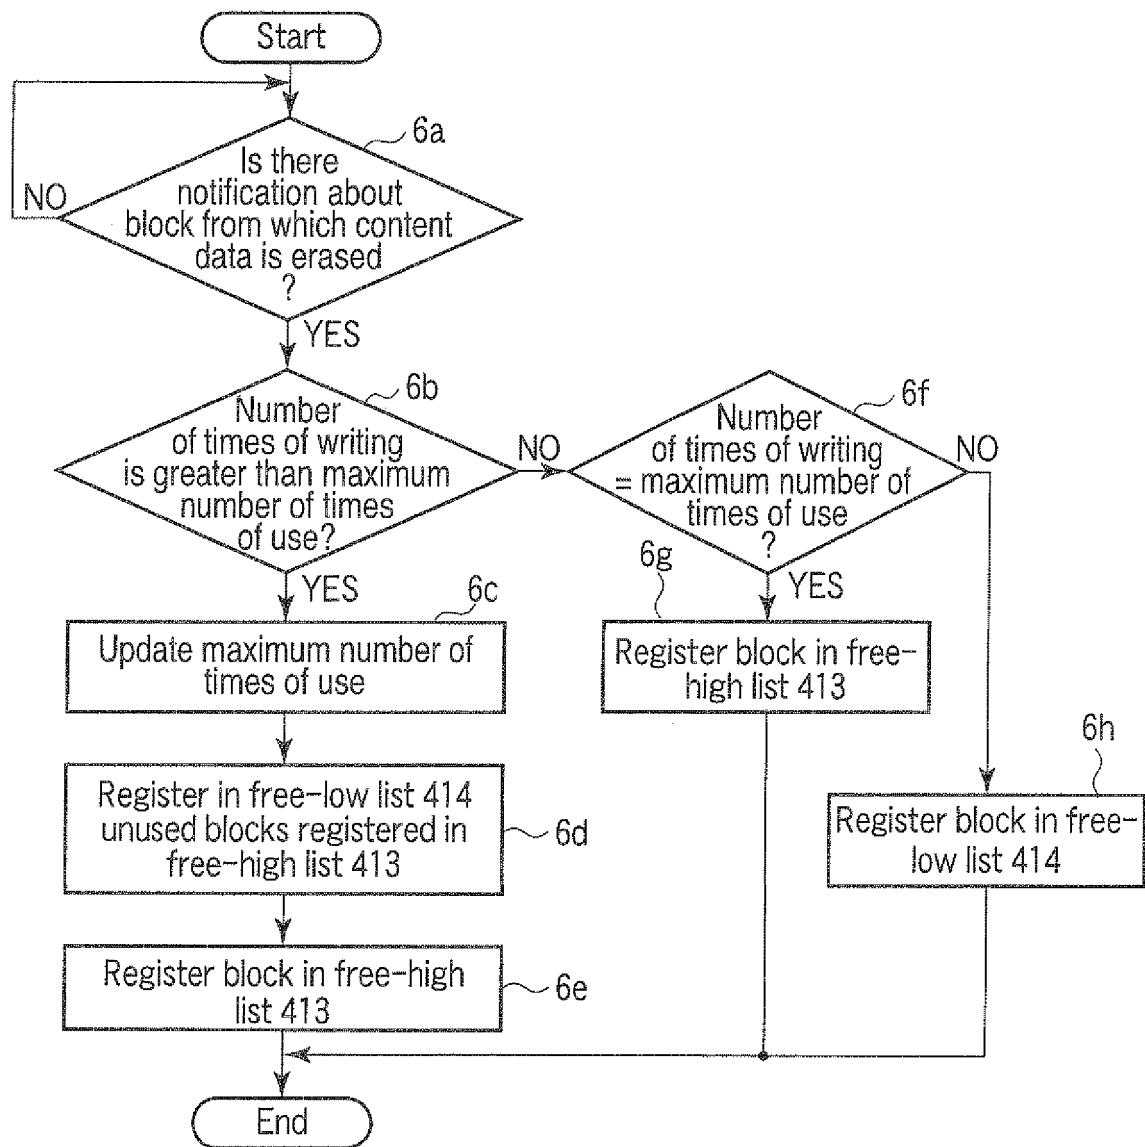 Start
6a
Is there
notification about
block from which content
data is erased
?
NO
YES
6b
Number
of times of writing
is greater than maximum
number of times
of use?
NO
YES
6f
Number
of times of writing
= maximum number of
times of use
?
NO
YES
6c
Update maximum number of
times of use
6g
Register block in free-
high list 413
6d
Register in free-low list 414
unused blocks registered in
free-high list 413
6h
Register block in free-
low list 414
6e
Register block in free-high
list 413
End